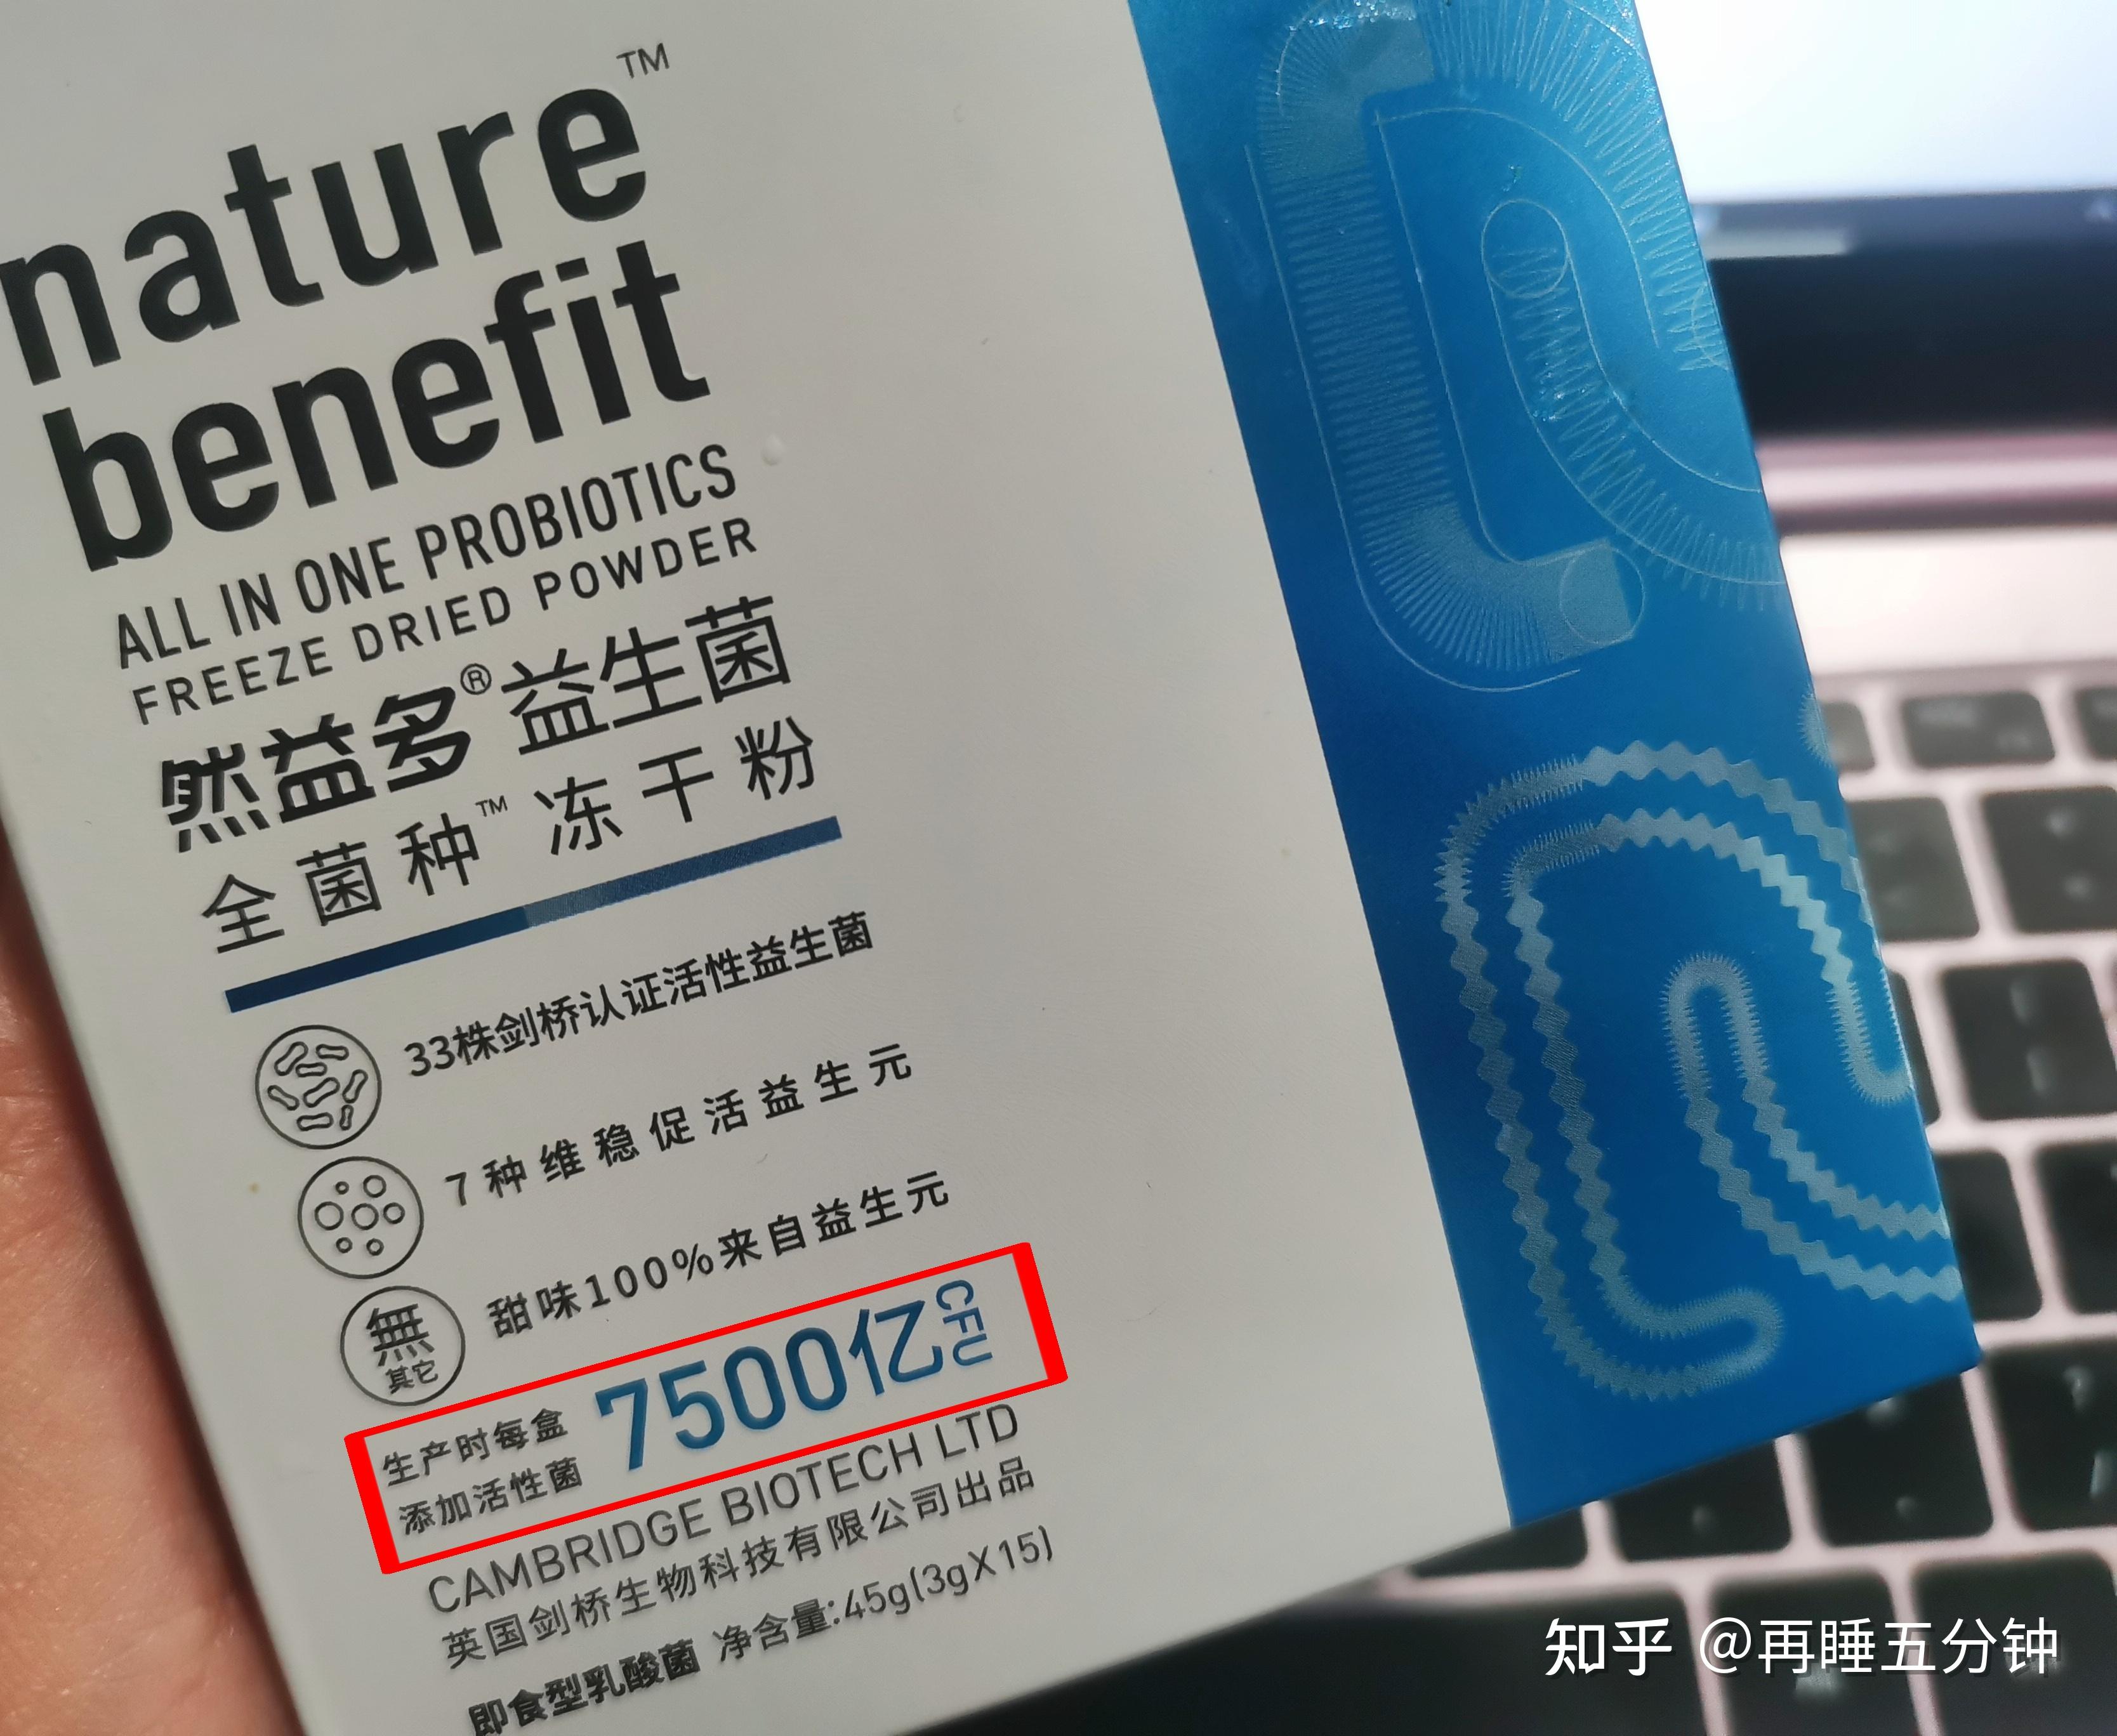 nature™
benefit
ALL IN ONE PROBIOTICS
FREEZE DRIED POWDER
然益多®益生菌
全菌种™冻干粉
33株剑桥认证活性益生菌
7种维稳促活益生元
無
其它
甜味100%来自益生元
生产时每盒
添加活性菌
7500亿CFU
CAMBRIDGE BIOTECH LTD
英国剑桥生物科技有限公司出品
即食型乳酸菌 净含量:45g(3gX15)
知乎 @再睡五分钟